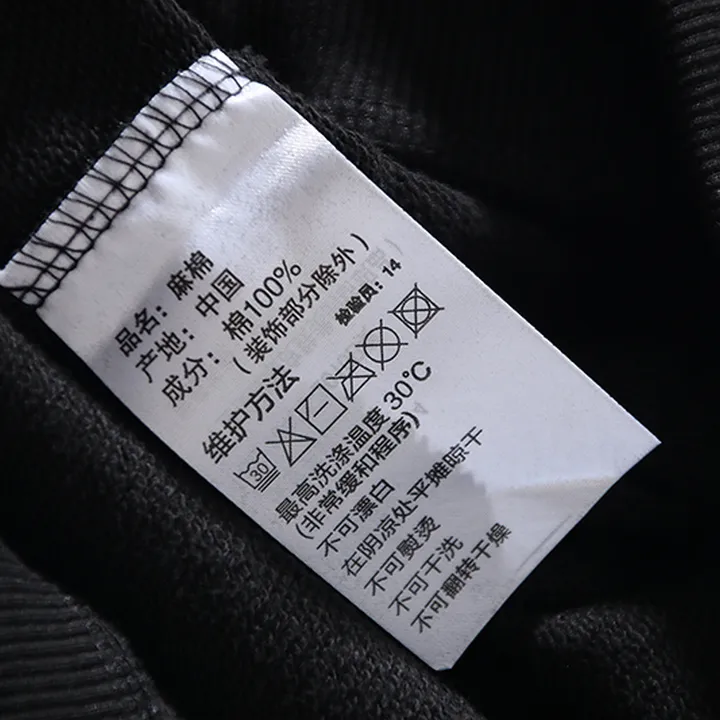 品名：麻棉
产地：中国
成分：棉100%
（装饰部分除外）
检验员：14
维护方法
30
最高洗涤温度 30℃
(非常缓和程序)
不可漂白
在阴凉处平摊晾干
不可熨烫
不可干洗
不可翻转干燥